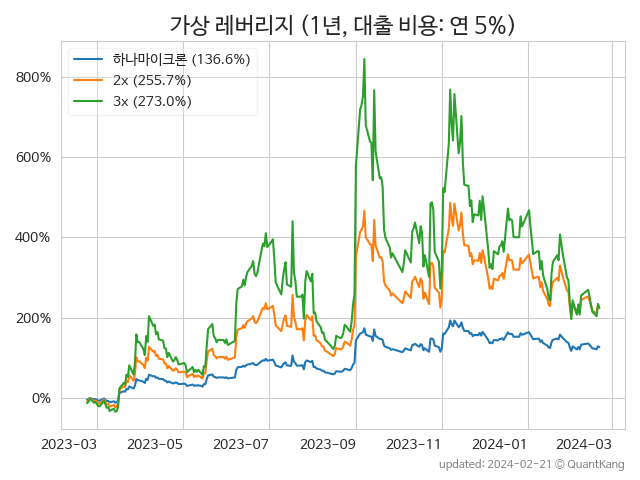 가상 레버리지 (1년, 대출 비용: 연 5%)
하나마이크론 (136.6%)
2x (255.7%)
3x (273.0%)
800%
600%
400%
200%
0%
2023-03 2023-05 2023-07 2023-09 2023-11 2024-01 2024-03
updated: 2024-02-21 © QuantKang